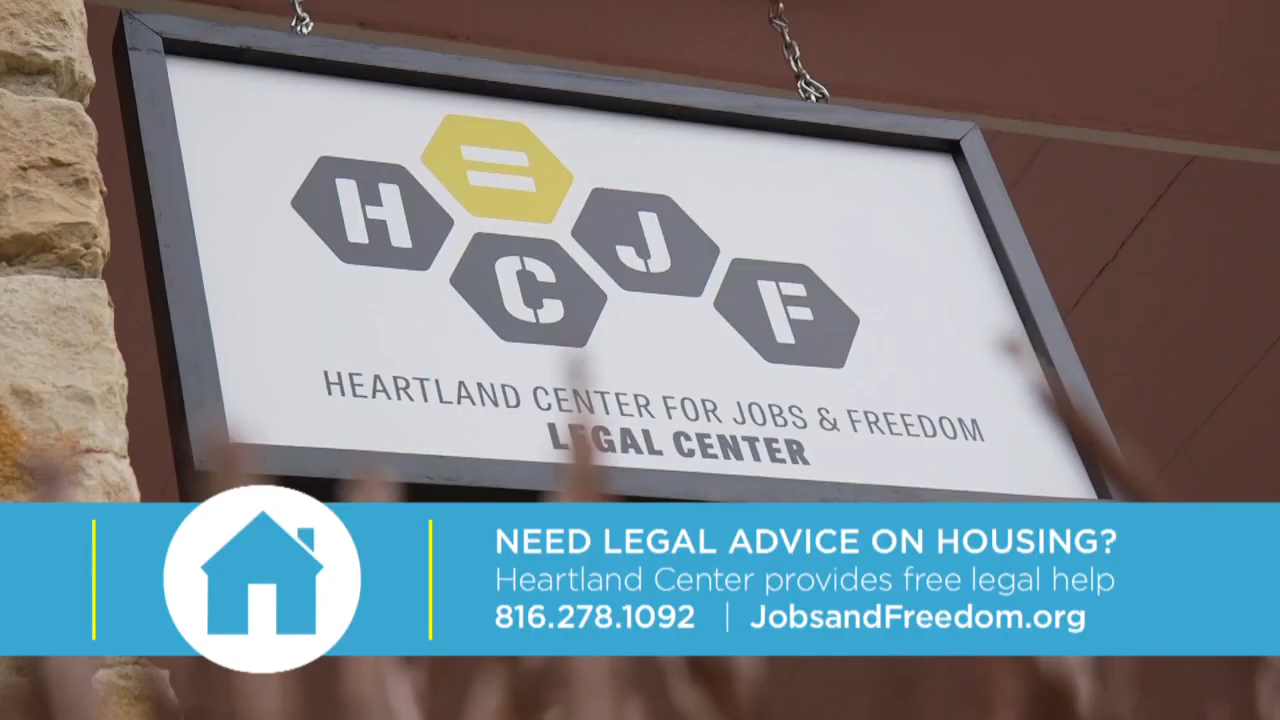 H = C J F
HEARTLAND CENTER FOR JOBS & FREEDOM
LEGAL CENTER
NEED LEGAL ADVICE ON HOUSING?
Heartland Center provides free legal help
816.278.1092 | JobsandFreedom.org